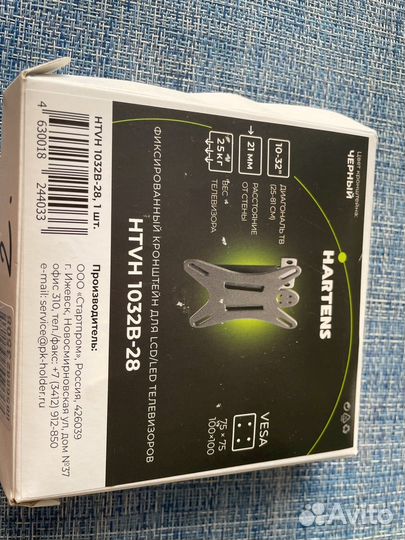 Цвет кронштейна:
ЧЕРНЫЙ
HARTENS
10-32"
ДИАГОНАЛЬ ТВ
(25-81 СМ)
21 ММ
РАССТОЯНИЕ
ОТ СТЕНЫ
25 КГ
ВЕС
ТЕЛЕВИЗОРА
VESA
75 × 75
100×100
ФИКСИРОВАННЫЙ КРОНШТЕЙН ДЛЯ LCD/LED ТЕЛЕВИЗОРОВ
HTVH 1032B-28
HTVH 1032B-28, 1 шт.
4 630018 244033
Производитель:
ООО «Стартпром», Россия, 426039
г. Ижевск, Новосмирновская ул, дом №37
офис 310, тел./факс: +7 (3412) 912-850
e-mail: service@pk-holder.ru
2.
Avito